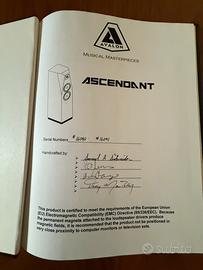 AVALON
MUSICAL MASTERPIECES
ASCENDANT
Serial Numbers
Handcrafted by:
This product is certified to meet the requirements of the European
(EU) Electromagnetic Compatibility (EMC) Directive (89/336/EEC). Because
the permanent magnets attached to the loudspeaker drivers produce
magnetic fields, it is recommended that the product not be positioned in
very close proximity to computer monitors or television sets.
Subito